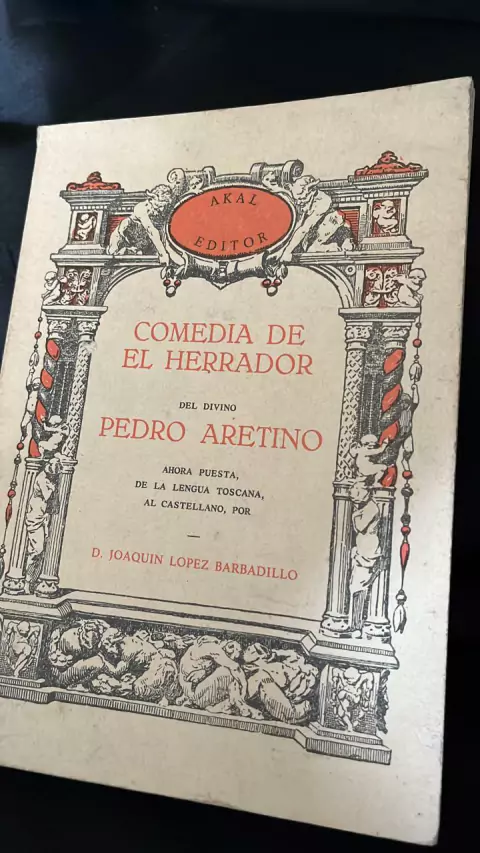 AKAL
EDITOR
COMEDIA DE
EL HERRADOR
DEL DIVINO
PEDRO ARETINO
AHORA PUESTA,
DE LA LENGUA TOSCANA,
AL CASTELLANO, POR
—
D. JOAQUIN LOPEZ BARBADILLO